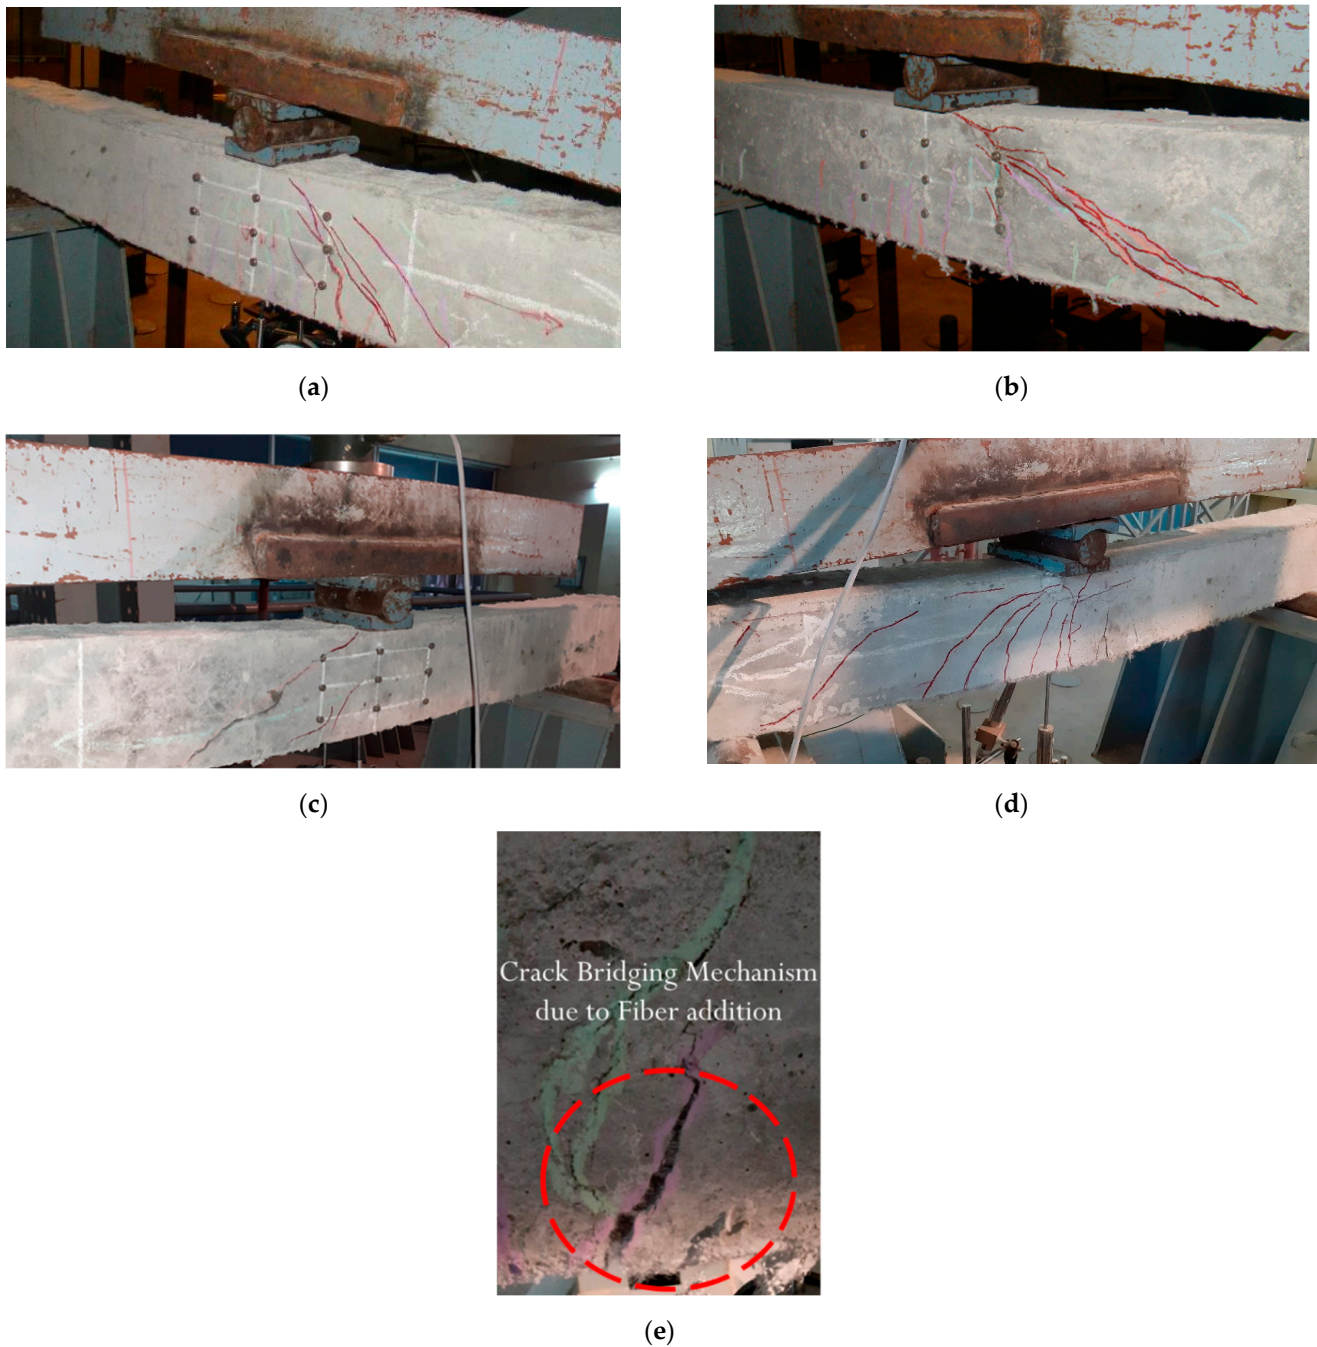 (a)
(b)
(c)
(d)
Crack Bridging Mechanism
due to Fiber addition
(e)